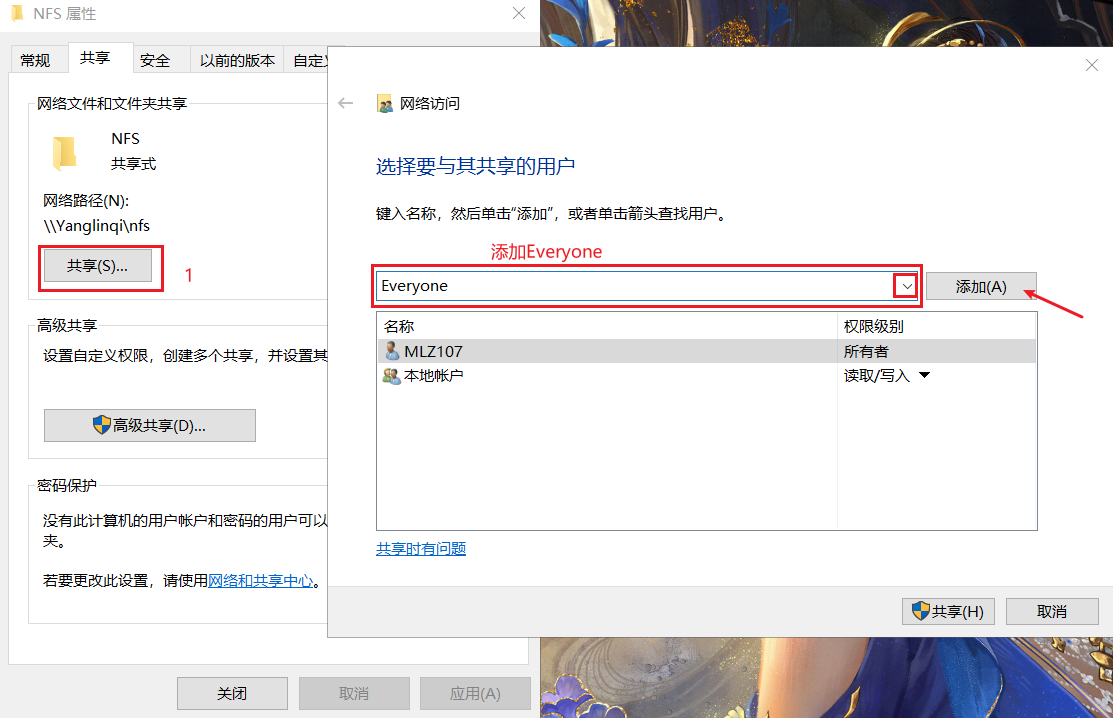 NFS 属性
常规
共享
安全
以前的版本
自定义
网络文件和文件夹共享
NFS
共享式
网络路径(N):
\\Yanglinqi\nfs
共享(S)...
1
高级共享
设置自定义权限，创建多个共享，并设置其
高级共享(D)...
密码保护
没有此计算机的用户帐户和密码的用户可以
夹。
若要更改此设置，请使用网络和共享中心。
关闭
取消
应用(A)
网络访问
选择要与其共享的用户
键入名称，然后单击“添加”，或者单击箭头查找用户。
添加Everyone
Everyone
添加(A)
名称 权限级别
MLZ107 所有者
本地帐户 读取/写入
共享时有问题
共享(H)
取消